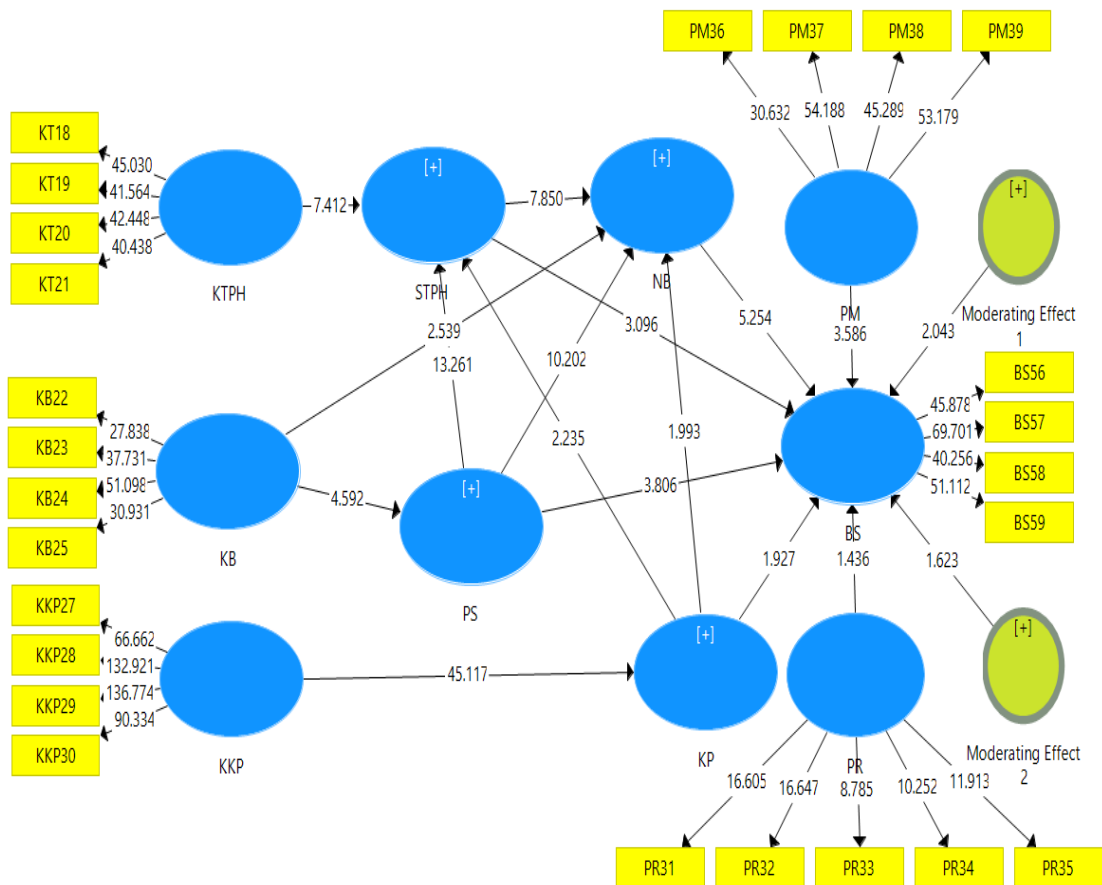 PM36 PM37 PM38 PM39
30.632 54.188 45.289 53.179
KT18
KT19
KT20
KT21
45.030
41.564
42.448
40.438
KTPH
7.412
[+]
STPH
7.850
[+]
NB
PM
[+]
Moderating Effect
1
2.539
13.261
10.202
3.096
5.254
3.586
2.043
KB22
KB23
KB24
KB25
27.838
37.731
51.098
30.931
KB
4.592
[+]
PS
2.235
1.993
3.806
BS
45.878
69.701
40.256
51.112
BS56
BS57
BS58
BS59
1.927
1.436
1.623
KKP27
KKP28
KKP29
KKP30
66.662
132.921
136.774
90.334
KKP
45.117
[+]
KP
PR
[+]
Moderating Effect
2
16.605 16.647 8.785 10.252 11.913
PR31 PR32 PR33 PR34 PR35